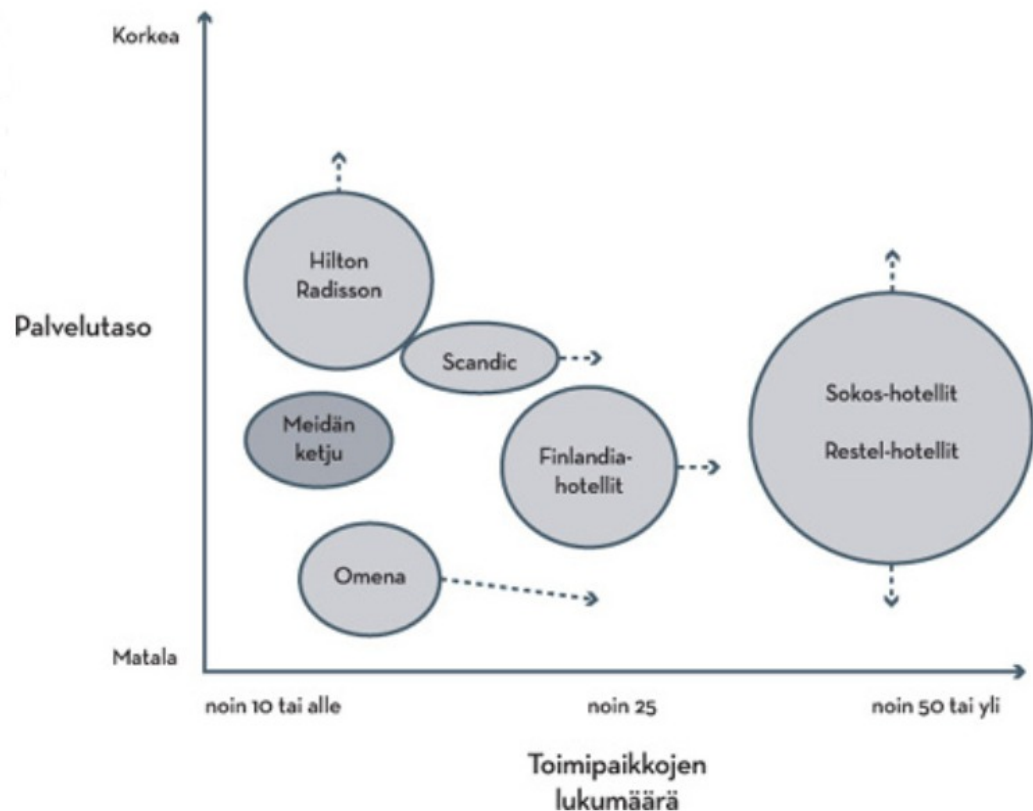 Korkea
Hilton
Radisson
Palvelutaso
Scandic
Sokos-hotellit
Meidän
ketju
Finlandia-
hotellit
Restel-hotellit
Omena
Matala
noin 10 tai alle
noin 25
noin 50 tai yli
Toimipaikkojen
lukumäärä